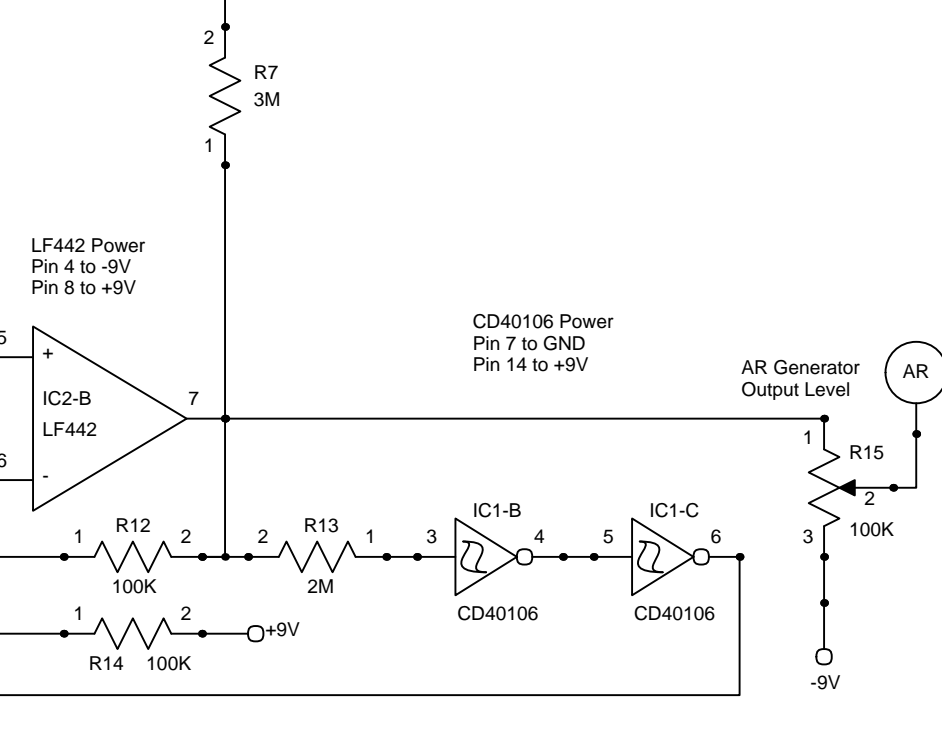 2
R7
3M
1
LF442 Power
Pin 4 to -9V
Pin 8 to +9V
CD40106 Power
Pin 7 to GND
Pin 14 to +9V
AR Generator
Output Level
AR
5
+
IC2-B
LF442
7
6
-
1
R15
2
100K
3
-9V
1
R12
2
100K
2
R13
1
2M
3
IC1-B
4
CD40106
5
IC1-C
6
CD40106
1
2
+9V
R14
100K